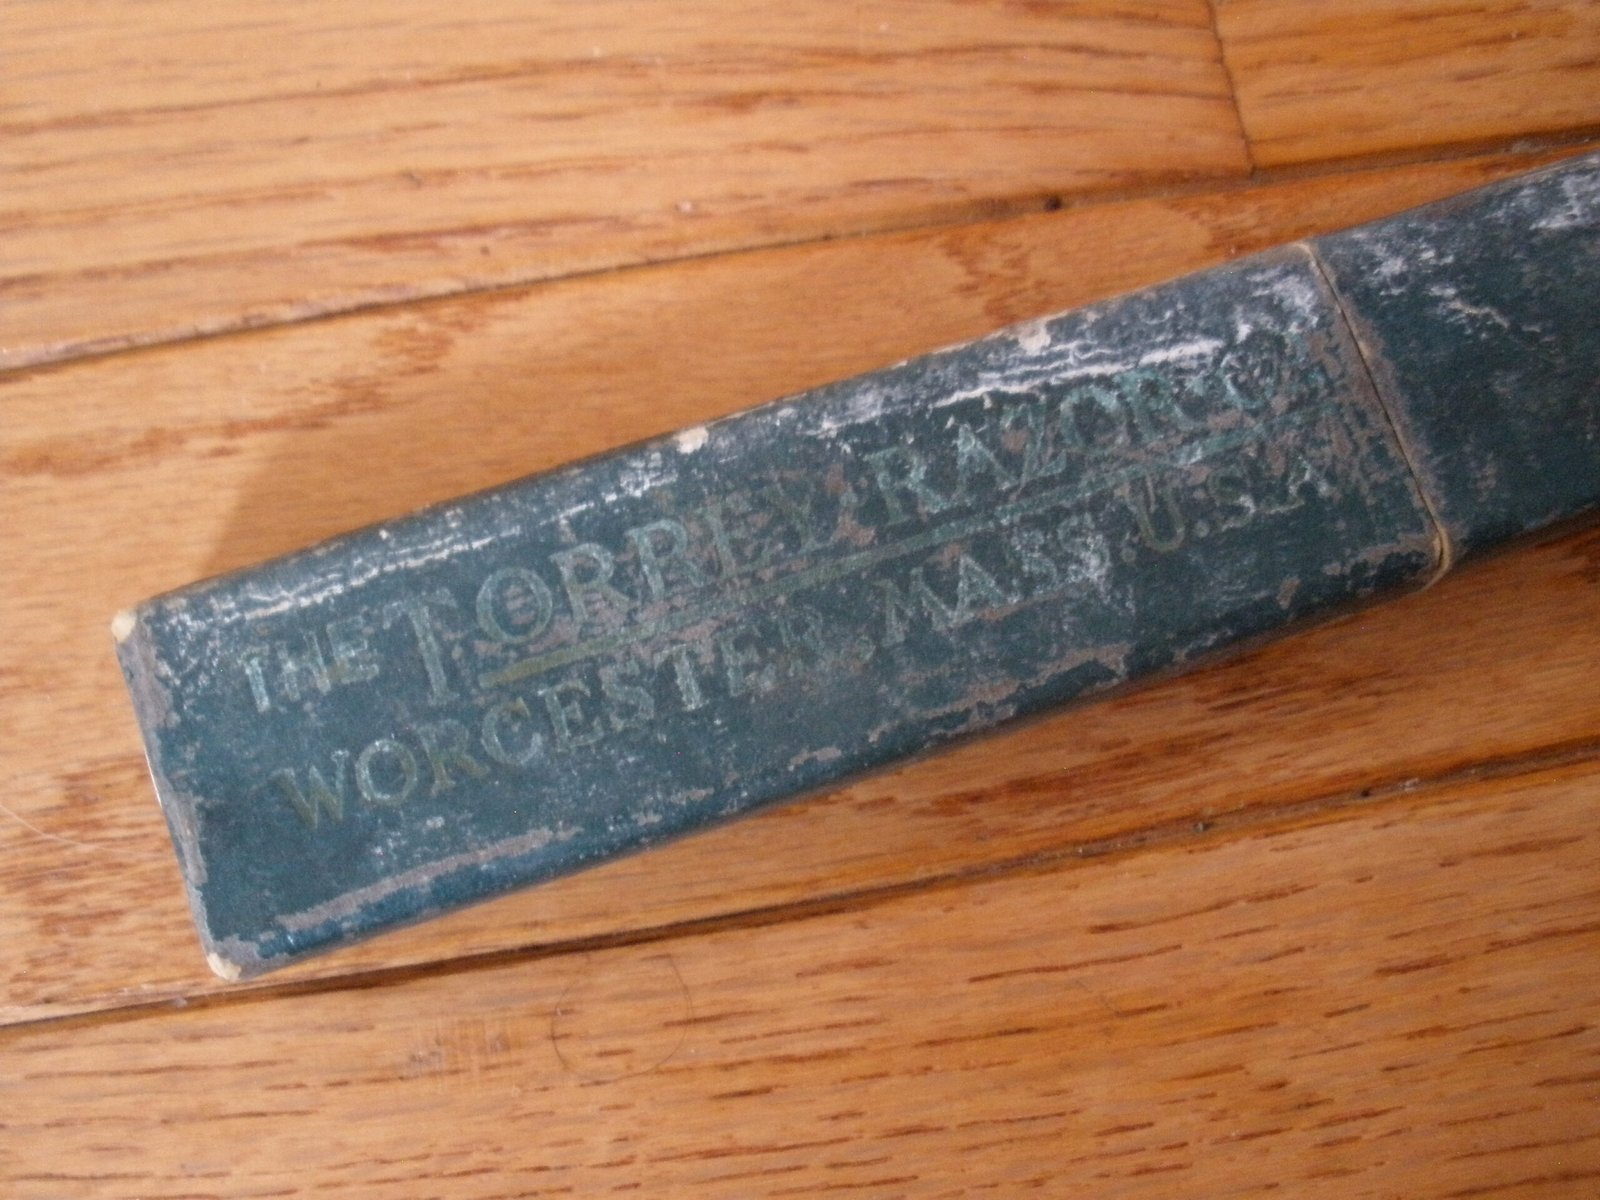 THE TORREY RAZOR CO.
WORCESTER, MASS. U.S.A.